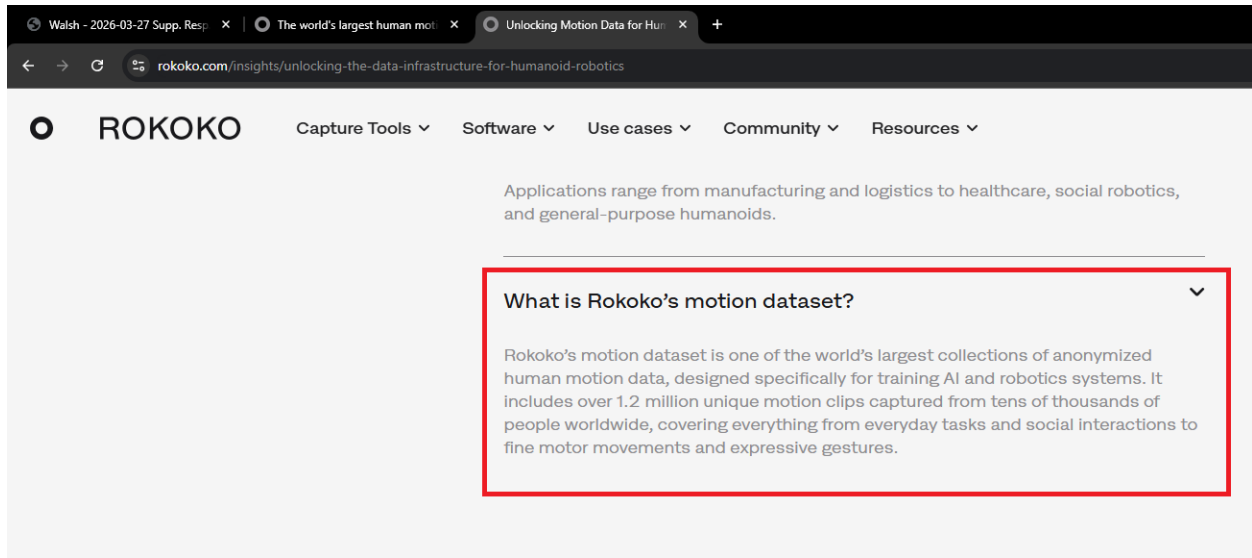 Walsh - 2026-03-27 Supp. Resp
The world's largest human moti
Unlocking Motion Data for Hum
rokoko.com/insights/unlocking-the-data-infrastructure-for-humanoid-robotics
ROKOKO
Capture Tools
Software
Use cases
Community
Resources
Applications range from manufacturing and logistics to healthcare, social robotics,
and general-purpose humanoids.
What is Rokoko's motion dataset?
Rokoko's motion dataset is one of the world's largest collections of anonymized
human motion data, designed specifically for training AI and robotics systems. It
includes over 1.2 million unique motion clips captured from tens of thousands of
people worldwide, covering everything from everyday tasks and social interactions to
fine motor movements and expressive gestures.